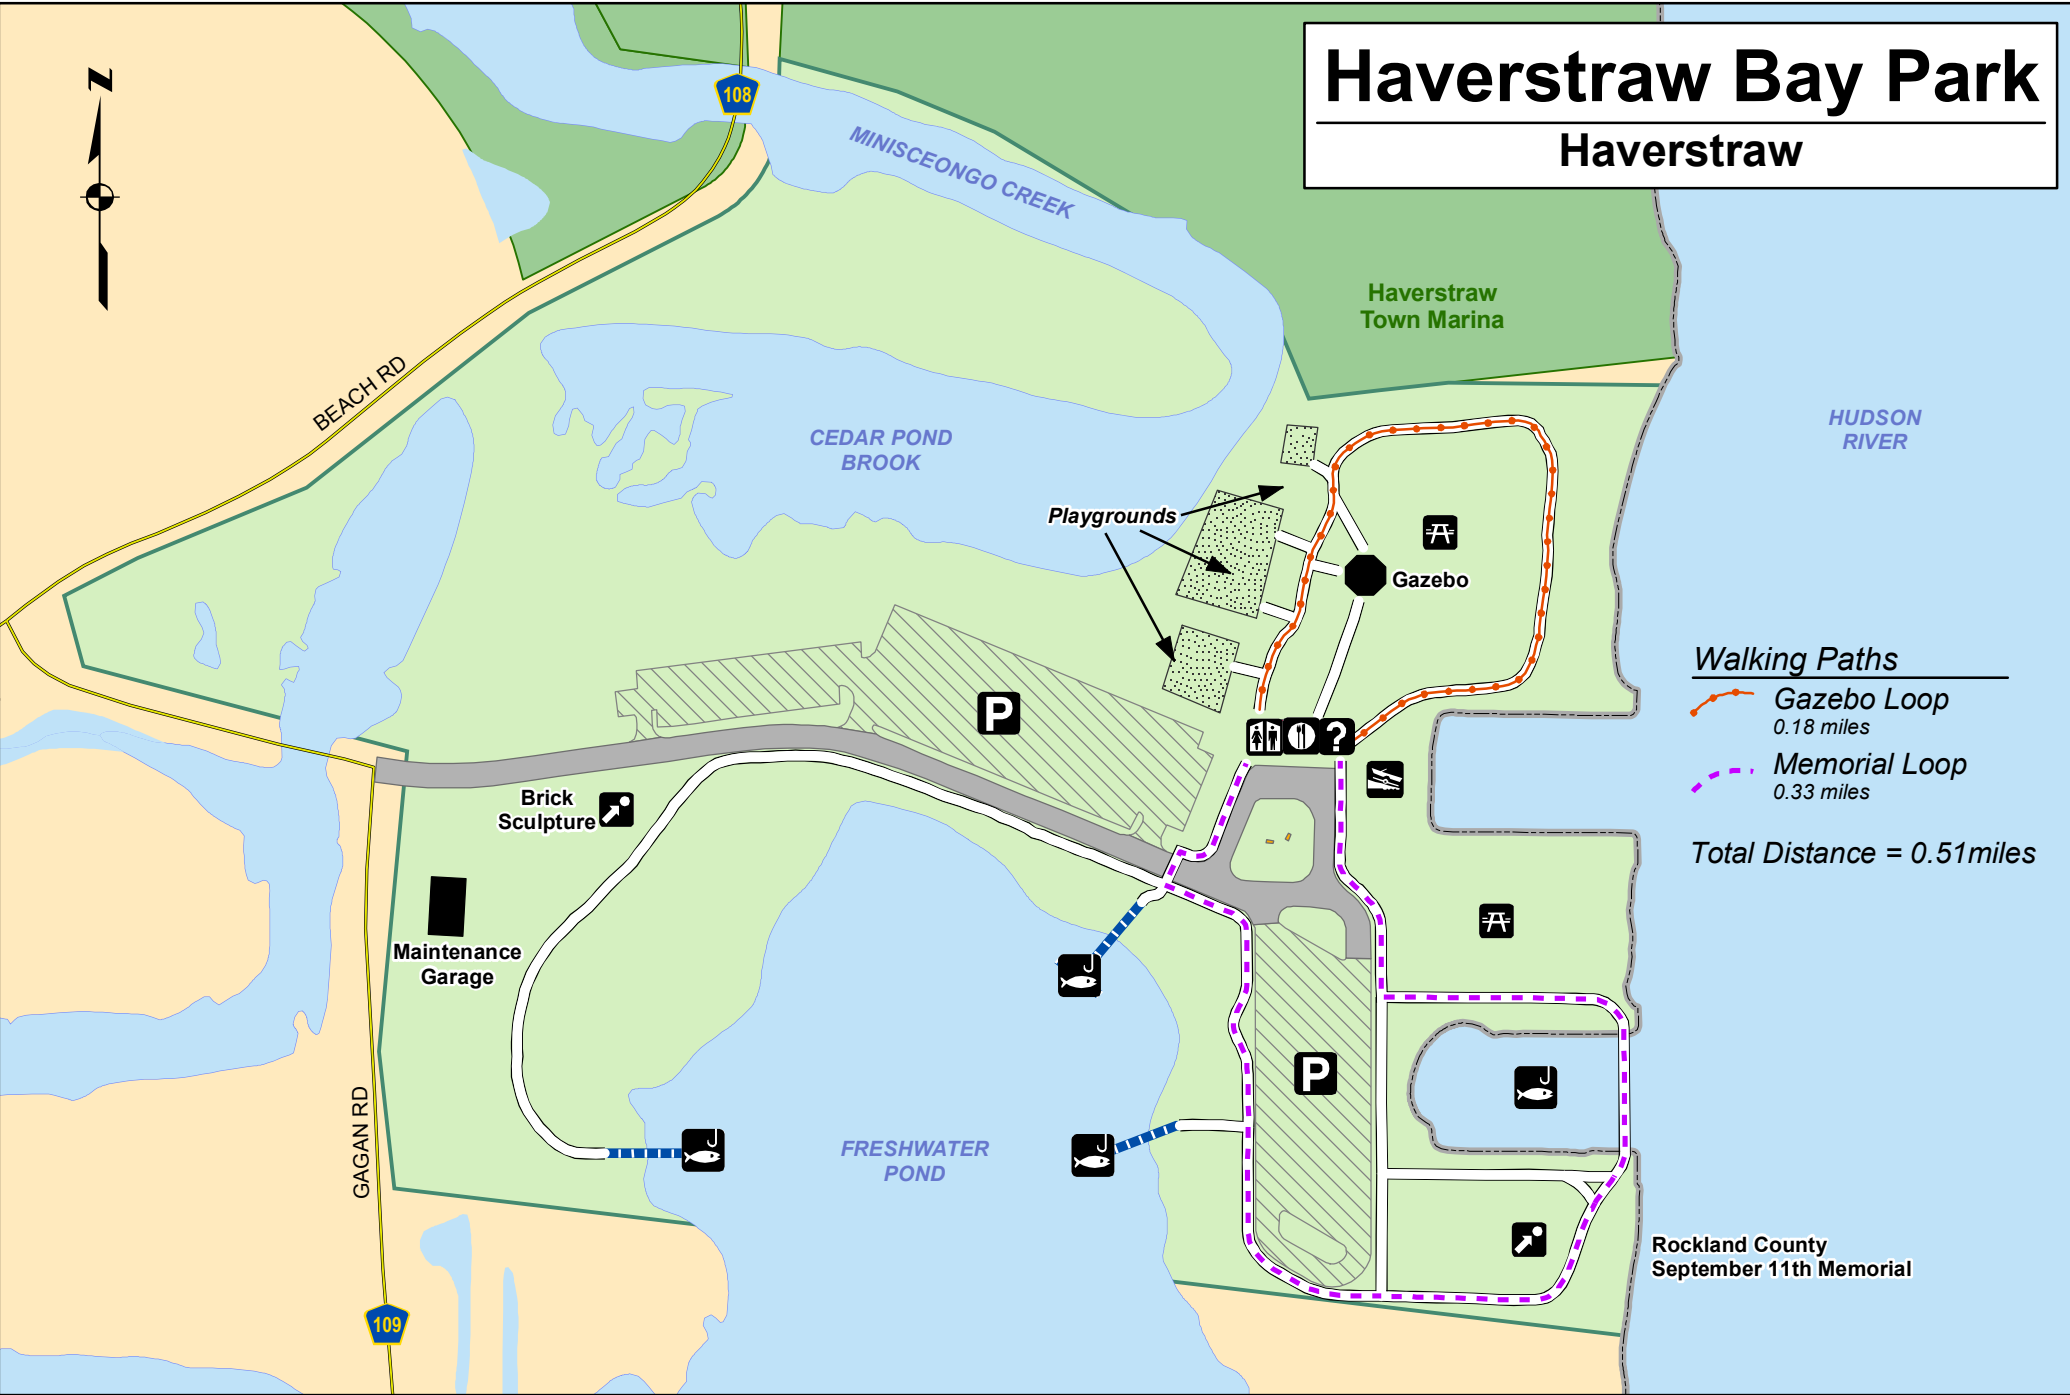 Haverstraw Bay Park
Haverstraw
N
108
MINISCEONGO CREEK
Haverstraw
Town Marina
BEACH RD
CEDAR POND
BROOK
HUDSON
RIVER
Playgrounds
Gazebo
Walking Paths
Gazebo Loop
0.18 miles
Memorial Loop
0.33 miles
Total Distance = 0.51miles
P
?
Brick
Sculpture
Maintenance
Garage
P
GAGAN RD
FRESHWATER
POND
Rockland County
September 11th Memorial
109